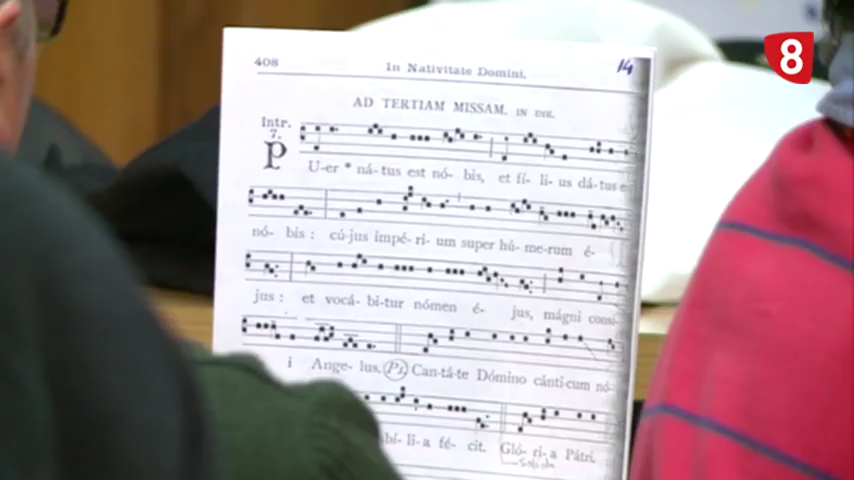 8
408 In Nativitate Domini. 14
AD TERTIAM MISSAM, IN DIE.
Intr.
7.
P
U-er * ná-tus est nó- bis, et fí- li- us dá-tus e
nó- bis : cú-jus impé- ri- um super hú- me-rum é-
jus : et vocá- bi-tur nómen é- jus, mágni consí-
i Ange- lus. Ps. Can-tá-te Dómino cánti-cum nó-
bí- li-a fé- cit. Gló- ri-a Pátri.